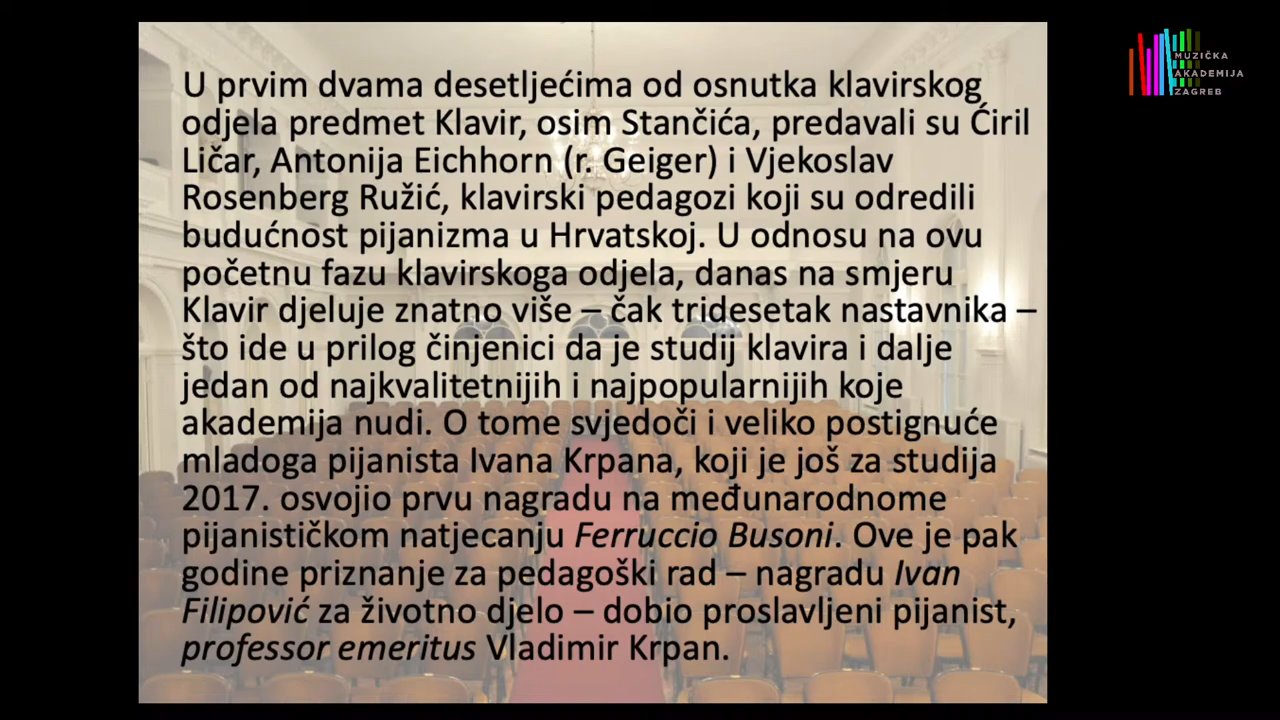 U prvim dvama desetljećima od osnutka klavirskog
odjela predmet Klavir, osim Stančića, predavali su Ćiril
Ličar, Antonija Eichhorn (r. Geiger) i Vjekoslav
Rosenberg Ružić, klavirski pedagozi koji su odredili
budućnost pijanizma u Hrvatskoj. U odnosu na ovu
početnu fazu klavirskoga odjela, danas na smjeru
Klavir djeluje znatno više – čak tridesetak nastavnika –
što ide u prilog činjenici da je studij klavira i dalje
jedan od najkvalitetnijih i najpopularnijih koje
akademija nudi. O tome svjedoči i veliko postignuće
mladoga pijanista Ivana Krpana, koji je još za studija
2017. osvojio prvu nagradu na međunarodnome
pijanističkom natjecanju Ferruccio Busoni. Ove je pak
godine priznanje za pedagoški rad – nagradu Ivan
Filipović za životno djelo – dobio proslavljeni pijanist,
professor emeritus Vladimir Krpan.
MUZIČKA
AKADEMIJA
ZAGREB